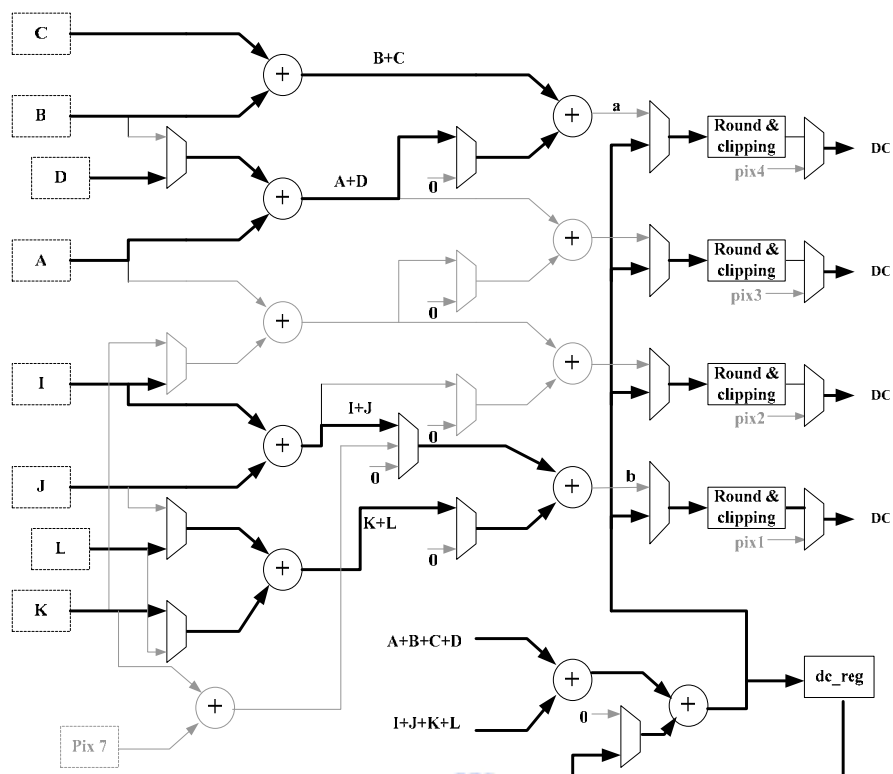 C
B+C
+
B
a
+
Round &
clipping
DC
D
A+D
0
pix4
+
A
+
Round &
clipping
DC
0
pix3
+
I
+
Round &
clipping
DC
I+J
0
pix2
+
J
0
b
+
Round &
clipping
DC
L
K+L
0
pix1
+
K
A+B+C+D
+
dc_reg
+
0
+
I+J+K+L
Pix 7